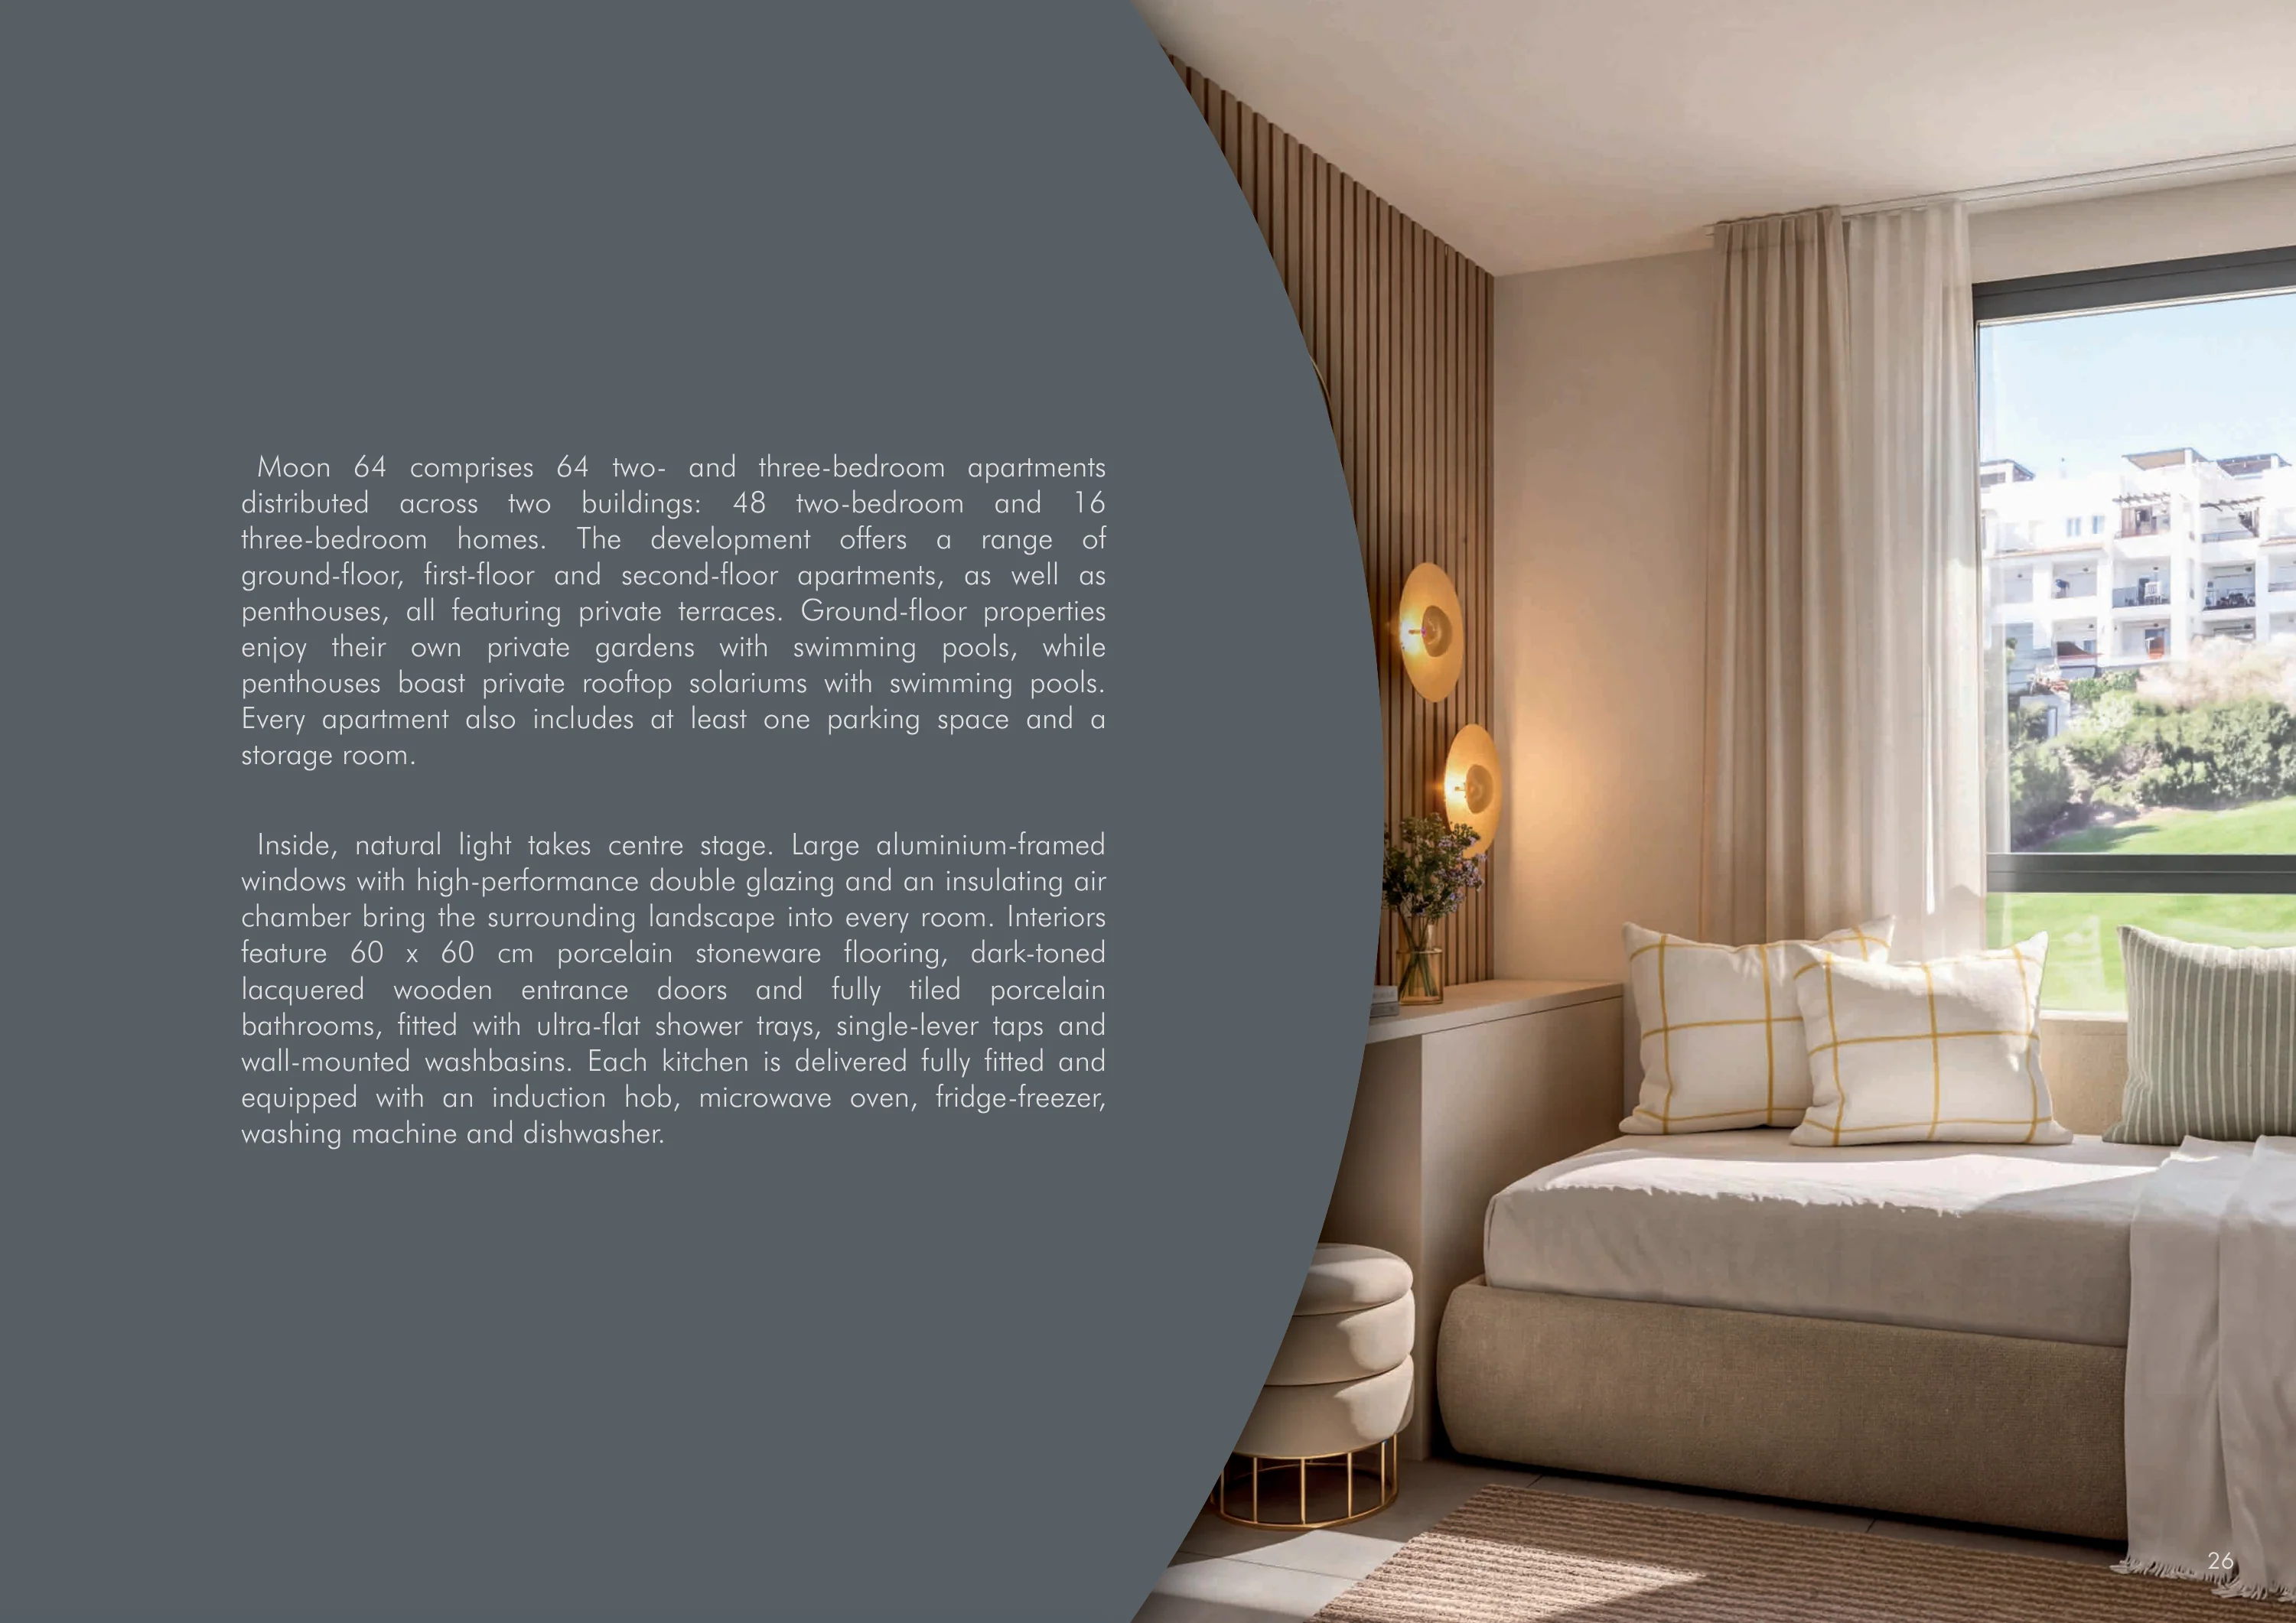 Moon 64 comprises 64 two- and three-bedroom apartments
distributed across two buildings: 48 two-bedroom and 16
three-bedroom homes. The development offers a range of
ground-floor, first-floor and second-floor apartments, as well as
penthouses, all featuring private terraces. Ground-floor properties
enjoy their own private gardens with swimming pools, while
penthouses boast private rooftop solariums with swimming pools.
Every apartment also includes at least one parking space and a
storage room.
Inside, natural light takes centre stage. Large aluminium-framed
windows with high-performance double glazing and an insulating air
chamber bring the surrounding landscape into every room. Interiors
feature 60 x 60 cm porcelain stoneware flooring, dark-toned
lacquered wooden entrance doors and fully tiled porcelain
bathrooms, fitted with ultra-flat shower trays, single-lever taps and
wall-mounted washbasins. Each kitchen is delivered fully fitted and
equipped with an induction hob, microwave oven, fridge-freezer,
washing machine and dishwasher.
26